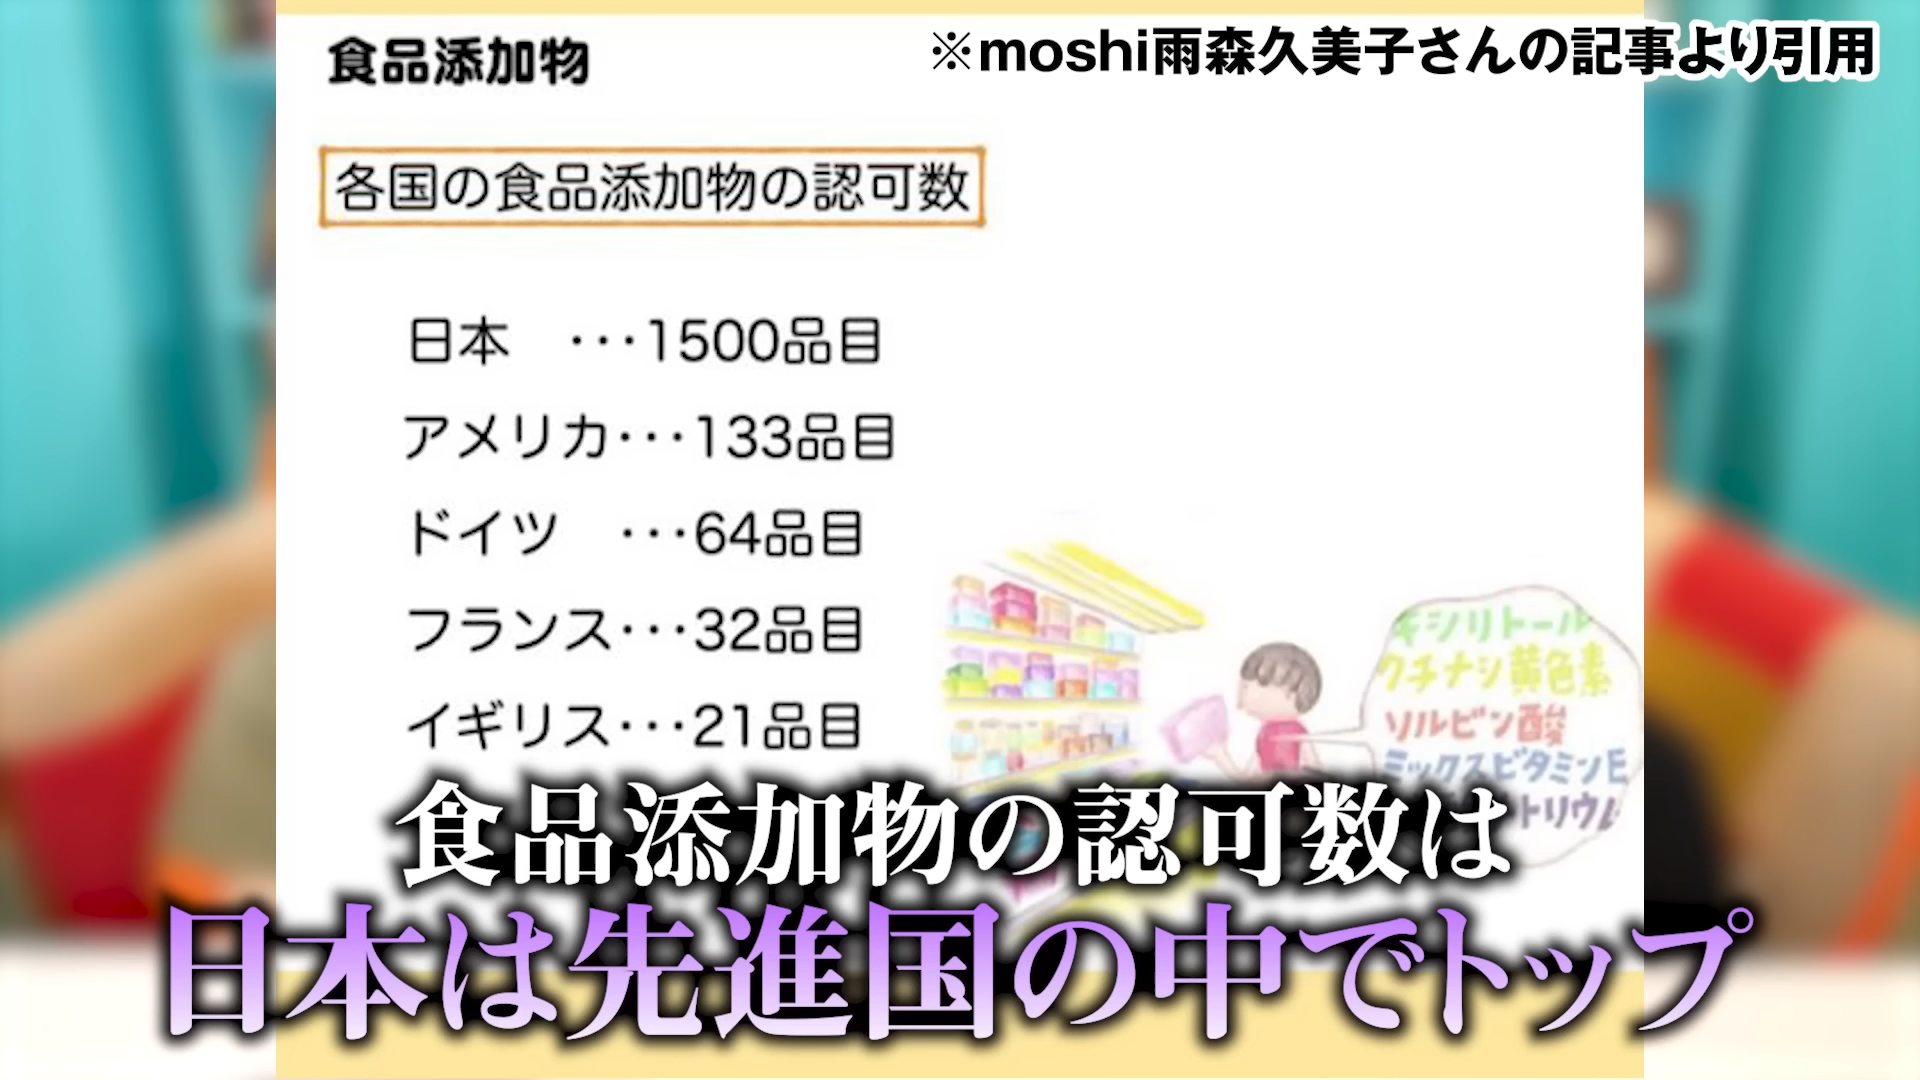 食品添加物
※moshi雨森久美子さんの記事より引用
各国の食品添加物の認可数
日本 ・・・1500品目
アメリカ・・・133品目
ドイツ ・・・64品目
フランス・・・32品目
イギリス・・・21品目
キシリトール
クチナシ黄色素
ソルビン酸
ミックスビタミンE
トリウム
食品添加物の認可数は
日本は先進国の中でトップ